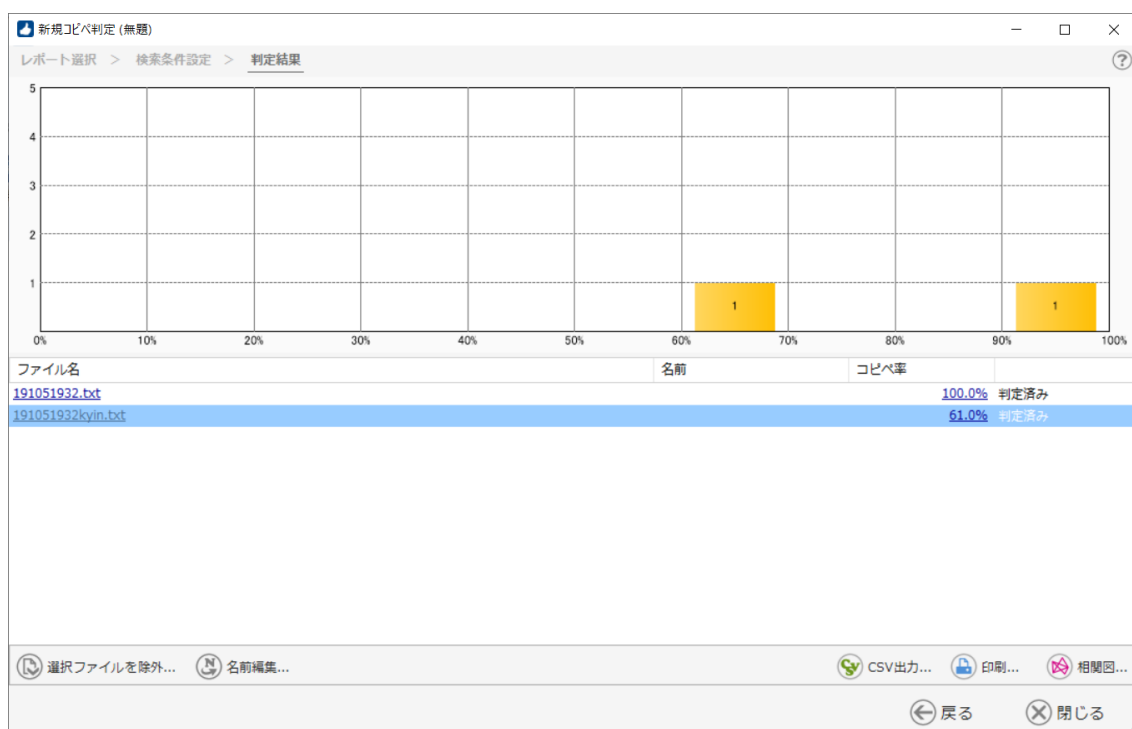 新規コピペ判定 (無題)
レポート選択 > 検索条件設定 > 判定結果
5
4
3
2
1
1 1
0% 10% 20% 30% 40% 50% 60% 70% 80% 90% 100%
ファイル名 名前 コピペ率
191051932.txt 100.0% 判定済み
191051932kyin.txt 61.0% 判定済み
選択ファイルを除外... 名前編集... CSV出力... 印刷... 相関図...
戻る 閉じる